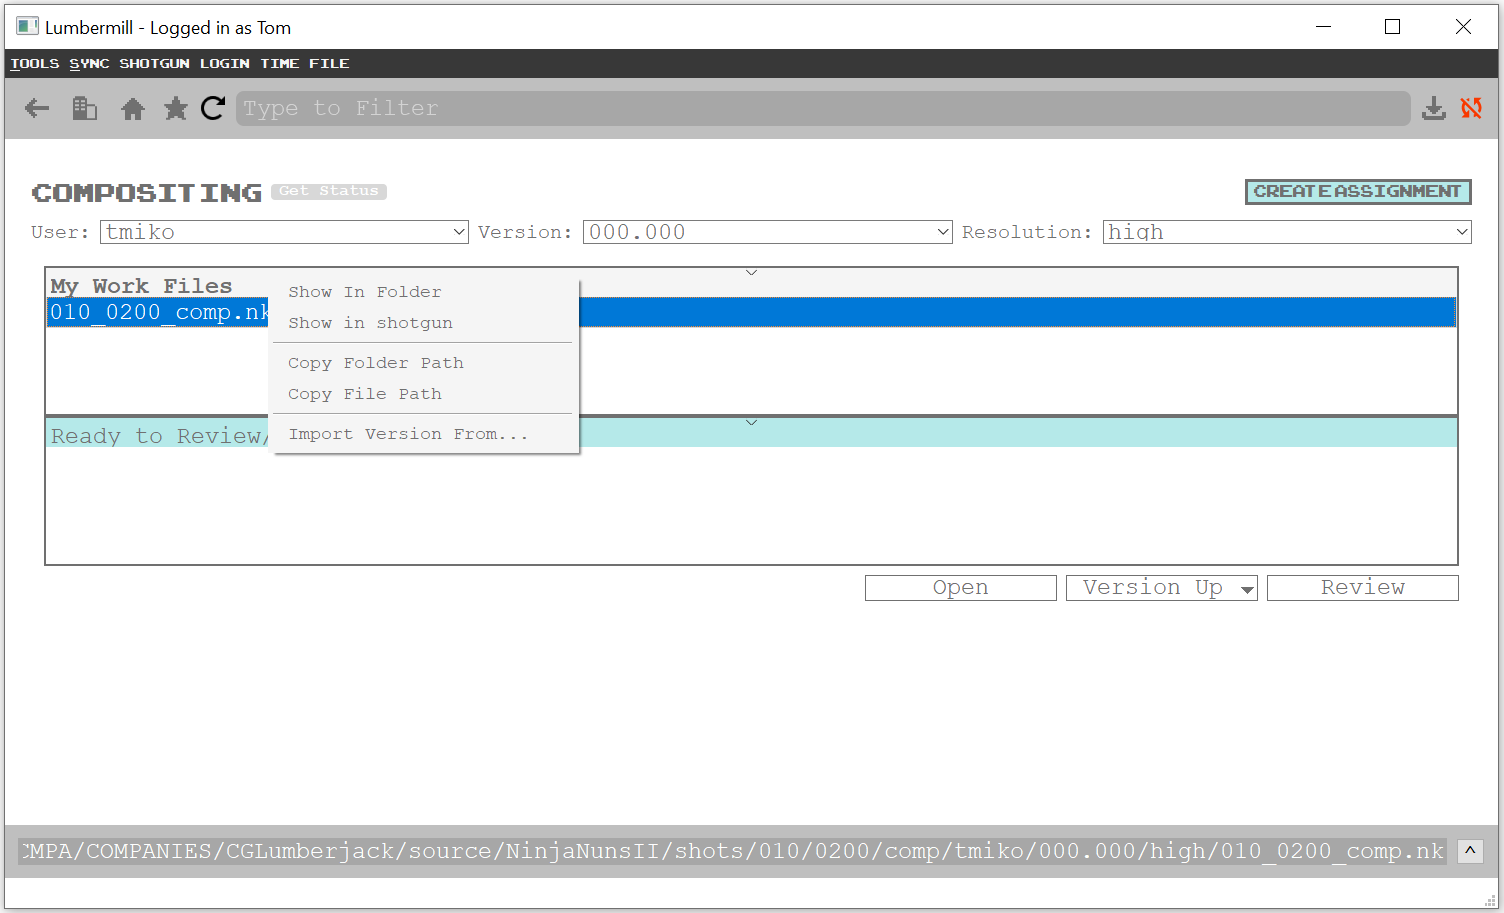 Lumbermill - Logged in as Tom
TOOLS SYNC SHOTGUN LOGIN TIME FILE
Type to Filter
COMPOSITING Get Status CREATE ASSIGNMENT
User: tmiko Version: 000.000 Resolution: high
My Work Files
010_0200_comp.nk
Show In Folder
Show in shotgun
Copy Folder Path
Copy File Path
Ready to Review/
Import Version From...
Open Version Up Review
CMPA/COMPANIES/CGLumberjack/source/NinjaNunsII/shots/010/0200/comp/tmiko/000.000/high/010_0200_comp.nk